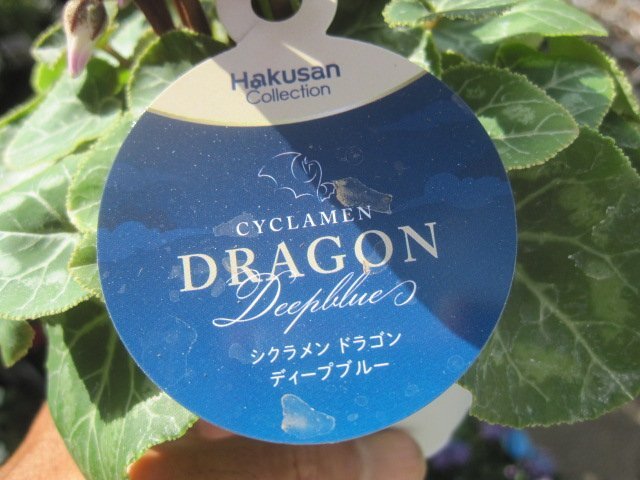 Hakusan
Collection
CYCLAMEN
DRAGON
Deepblue
シクラメン ドラゴン
ディープブルー